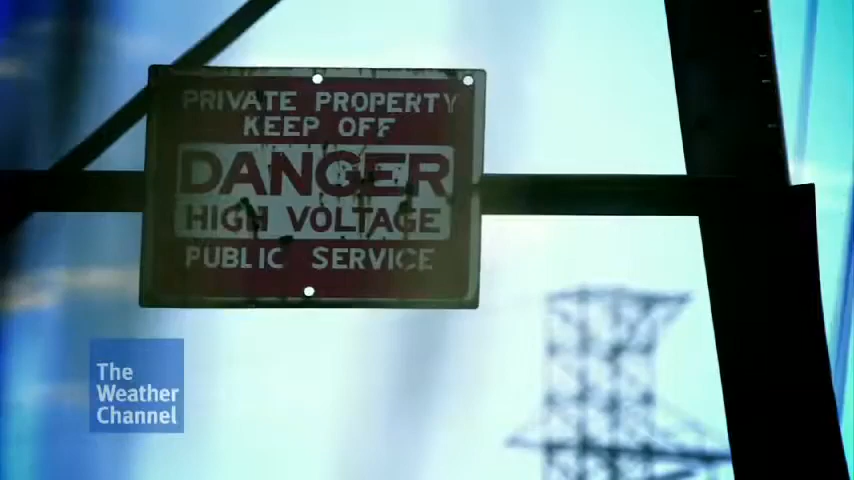 PRIVATE PROPERTY
KEEP OFF
DANGER
HIGH VOLTAGE
PUBLIC SERVICE
The
Weather
Channel